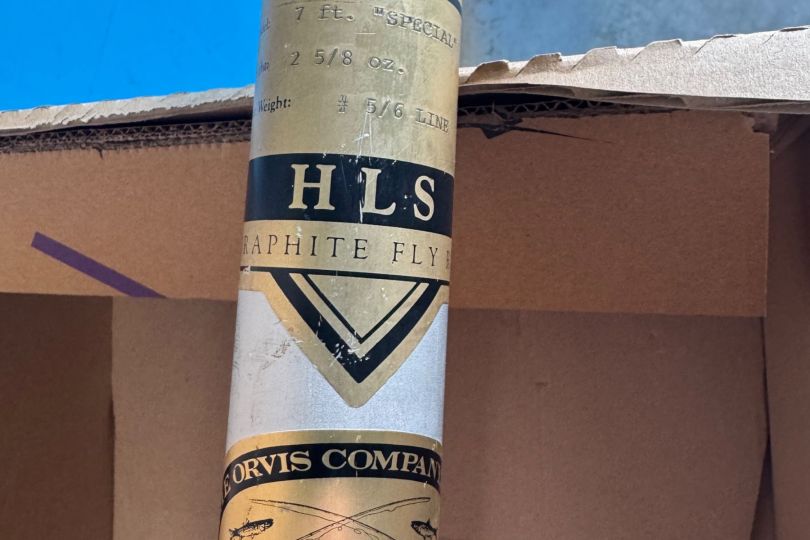 7 ft. "SPECIAL"
2 5/8 oz.
Weight: # 5/6 LINE
HLS
RAPHITE FLY
E ORVIS COMPAN